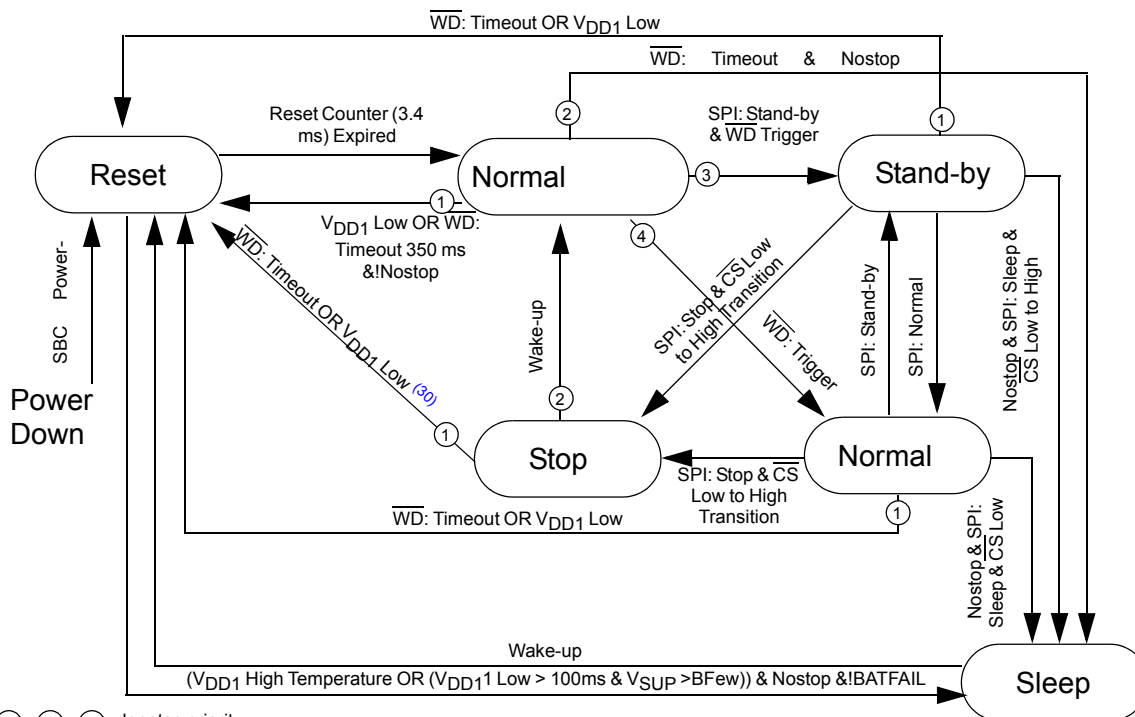 WD: Timeout OR VDD1 Low
WD: Timeout & Nostop
Reset Counter (3.4
ms) Expired
2
SPI: Stand-by
& WD Trigger
1
Reset
Normal
3
Stand-by
1
VDD1 Low OR WD:
Timeout 350 ms
&!Nostop
4
SBC Power-
Power
Down
WD: Timeout OR VDD1 Low (30)
1
Wake-up
2
SPI: Stop & CS Low
to High Transition
WD: Trigger
SPI: Stand-by
SPI: Normal
Nostop & SPI: Sleep &
CS Low to High
Stop
Normal
SPI: Stop & CS
Low to High
Transition
1
WD: Timeout OR VDD1 Low
Nostop & SPI:
Sleep & CS Low
Wake-up
(VDD1 High Temperature OR (VDD11 Low > 100ms & VSUP >BFew)) & Nostop &!BATFAIL
Sleep
denotes priority